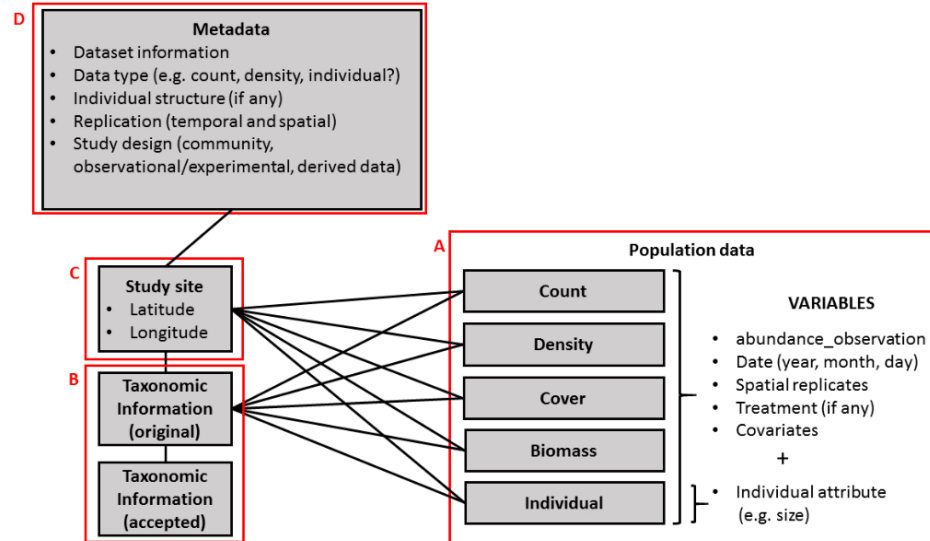 D
Metadata
• Dataset information
• Data type (e.g. count, density, individual?)
• Individual structure (if any)
• Replication (temporal and spatial)
• Study design (community,
observational/experimental, derived data)
C
Study site
• Latitude
• Longitude
B
Taxonomic
Information
(original)
Taxonomic
Information
(accepted)
A
Population data
Count
Density
Cover
Biomass
Individual
VARIABLES
• abundance_observation
• Date (year, month, day)
• Spatial replicates
• Treatment (if any)
• Covariates
+
• Individual attribute
(e.g. size)